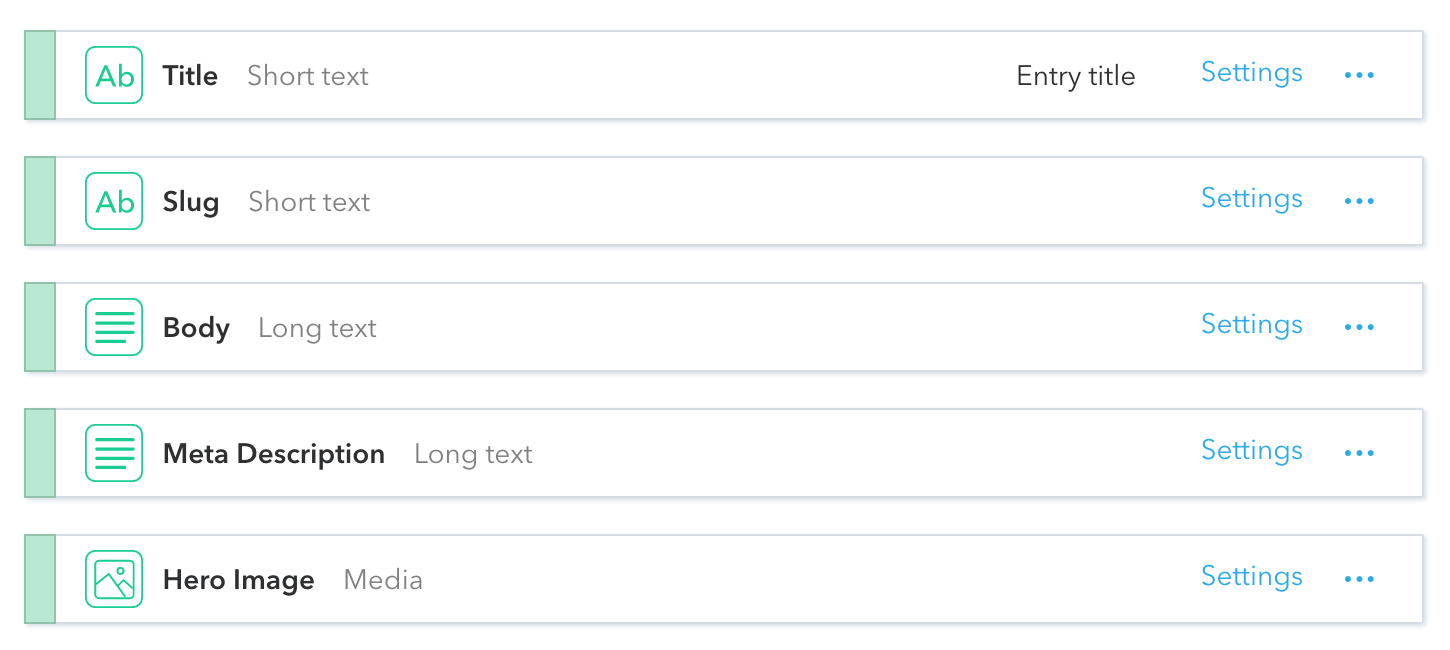 Ab Title Short text Entry title Settings
Ab Slug Short text Settings
Body Long text Settings
Meta Description Long text Settings
Hero Image Media Settings